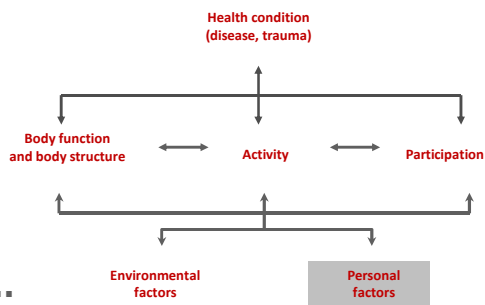 Health condition
(disease, trauma)
Body function
and body structure
Activity
Participation
Environmental
factors
Personal
factors
..